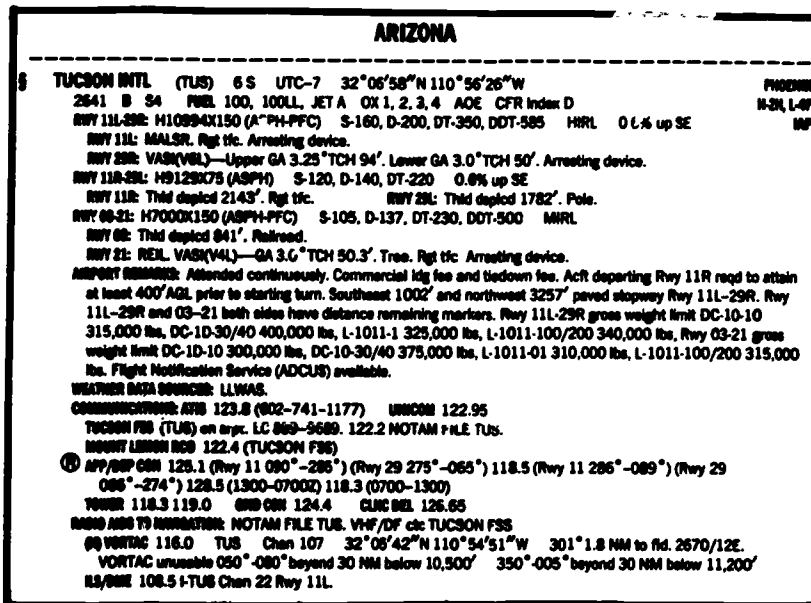 ARIZONA
§ TUCSON INTL (TUS) 6 S UTC-7 32°06'58"N 110°56'26"W PHOENIX
2641 B S4 FUEL 100, 100LL, JET A OX 1, 2, 3, 4 AOE CFR Index D H-2H, L-4F
RWY 11L-29R: H10994X150 (ASPH-PFC) S-160, D-200, DT-350, DDT-585 HIRL 0.6% up SE IAP
RWY 11L: MALSR. Rgt tfc. Arresting device.
RWY 29R: VASI(V6L)—Upper GA 3.25°TCH 94'. Lower GA 3.0°TCH 50'. Arresting device.
RWY 11R-29L: H9129X75 (ASPH) S-120, D-140, DT-220 0.6% up SE
RWY 11R: Thld dsplcd 2143'. Rgt tfc. RWY 29L: Thld dsplcd 1782'. Pole.
RWY 03-21: H7000X150 (ASPH-PFC) S-105, D-137, DT-230, DDT-500 MIRL
RWY 03: Thld dsplcd 841'. Railroad.
RWY 21: REIL. VASI(V4L)—GA 3.0°TCH 50.3'. Tree. Rgt tfc Arresting device.
AIRPORT REMARKS: Attended continuously. Commercial ldg fee and tiedown fee. Acft departing Rwy 11R reqd to attain
at least 400'AGL prior to starting turn. Southeast 1002' and northwest 3257' paved stopway Rwy 11L-29R. Rwy
11L-29R and 03-21 both sides have distance remaining markers. Rwy 11L-29R gross weight limit DC-10-10
315,000 lbs, DC-10-30/40 400,000 lbs, L-1011-1 325,000 lbs, L-1011-100/200 340,000 lbs, Rwy 03-21 gross
weight limit DC-10-10 300,000 lbs, DC-10-30/40 375,000 lbs, L-1011-01 310,000 lbs, L-1011-100/200 315,000
lbs. Flight Notification Service (ADCUS) available.
WEATHER DATA SOURCES: LLWAS.
COMMUNICATIONS: ATIS 123.8 (602-741-1177) UNICOM 122.95
TUCSON FSS (TUS) on arpt. LC 889-9689. 122.2 NOTAM FILE TUS.
MOUNT LEMON RCO 122.4 (TUCSON FSS)
Ⓡ APP/DEP CON 125.1 (Rwy 11 090°-285°) (Rwy 29 275°-065°) 118.5 (Rwy 11 286°-089°) (Rwy 29
066°-274°) 128.5 (1300-0700Z) 118.3 (0700-1300)
TOWER 118.3 119.0 GND CON 124.4 CLNC DEL 126.65
RADIO AIDS TO NAVIGATION: NOTAM FILE TUS. VHF/DF ctc TUCSON FSS
(H) VORTAC 116.0 TUS Chan 107 32°05'42"N 110°54'51"W 301°1.8 NM to fld. 2670/12E.
VORTAC unusable 050°-080° beyond 30 NM below 10,500' 350°-005° beyond 30 NM below 11,200'
ILS/DME 108.5 I-TUS Chan 22 Rwy 11L.